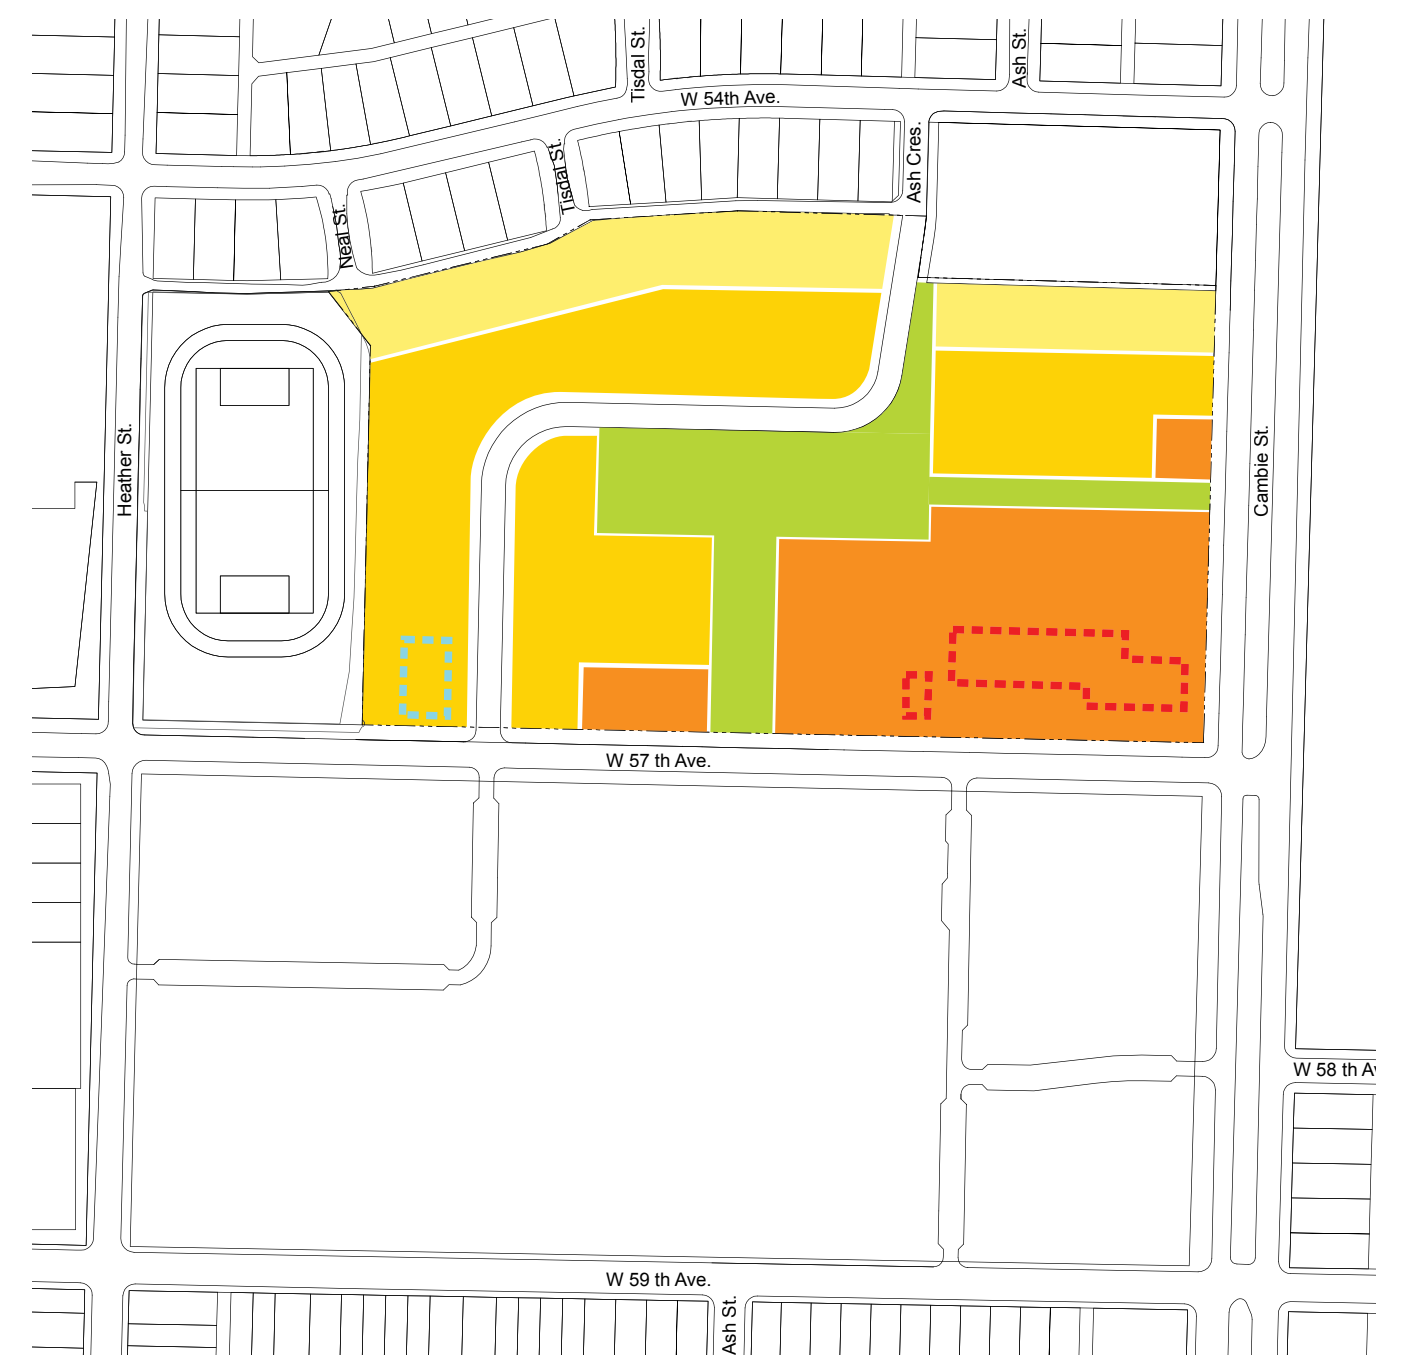 Tisdal St.
Ash St.
W 54th Ave.
Ash Cres.
Tisdal St.
Neal St.
Heather St.
Cambie St.
W 57 th Ave.
W 58 th Av
W 59 th Ave.
Ash St.